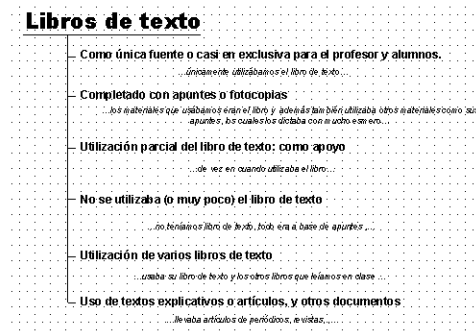 Libros de texto
Como única fuente o casi en exclusiva para el profesor y alumnos.
...únicamente utilizábamos el libro de texto...
Completado con apuntes o fotocopias
...los materiales que usábamos eran el libro y además también utilizaba otros materiales como sus
apuntes, los cuales los dictaba con mucho esmero...
Utilización parcial del libro de texto: como apoyo
...de vez en cuando utilizaba el libro...
No se utilizaba (o muy poco) el libro de texto
...no teníamos libro de texto, todo era a base de apuntes ,...
Utilización de varios libros de texto
...usaba su libro de texto y los otros libros que leíamos en clase ...
Uso de textos explicativos o artículos, y otros documentos
...llevaba artículos de periódicos, revistas, ,...